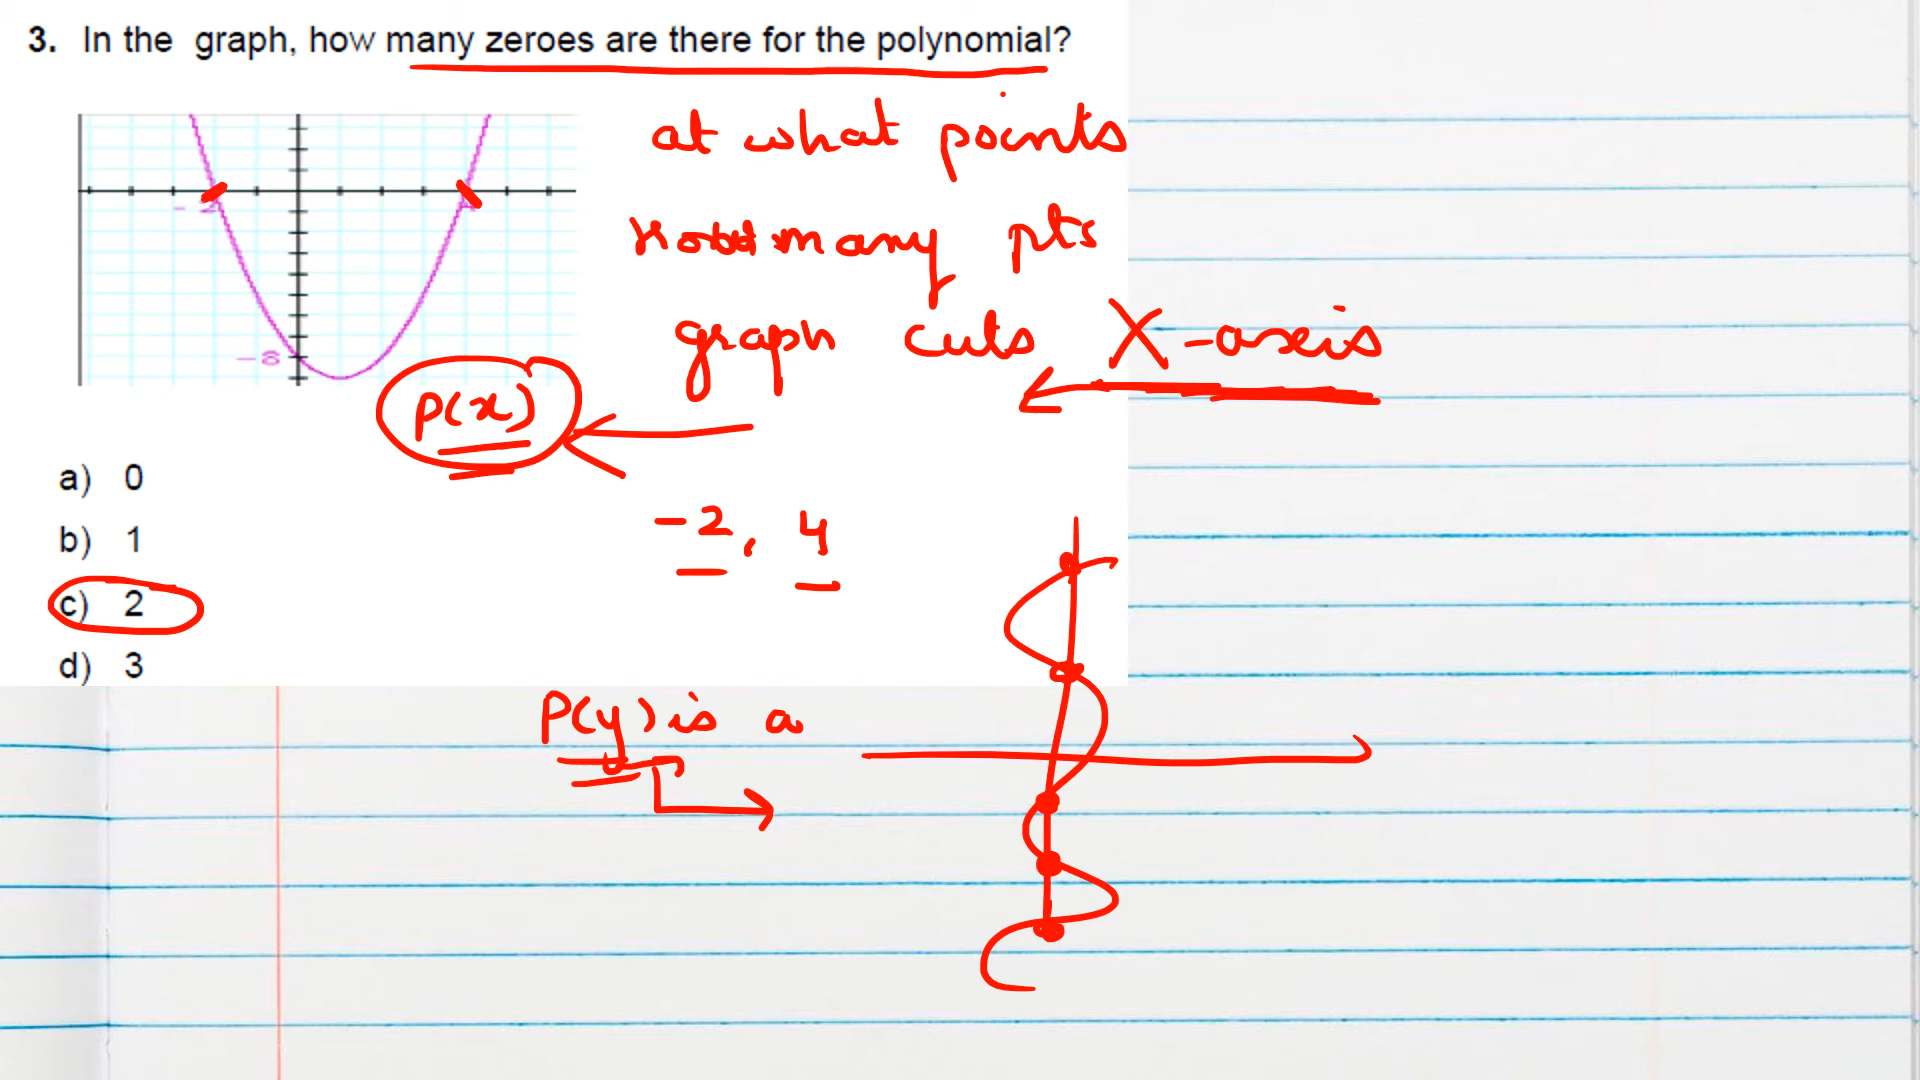 3. In the graph, how many zeroes are there for the polynomial?
at what points
many pts
graph cuts X-axis
-2
-8
P(x)
-2, 4
a) 0
b) 1
c) 2
d) 3
P(y) is a